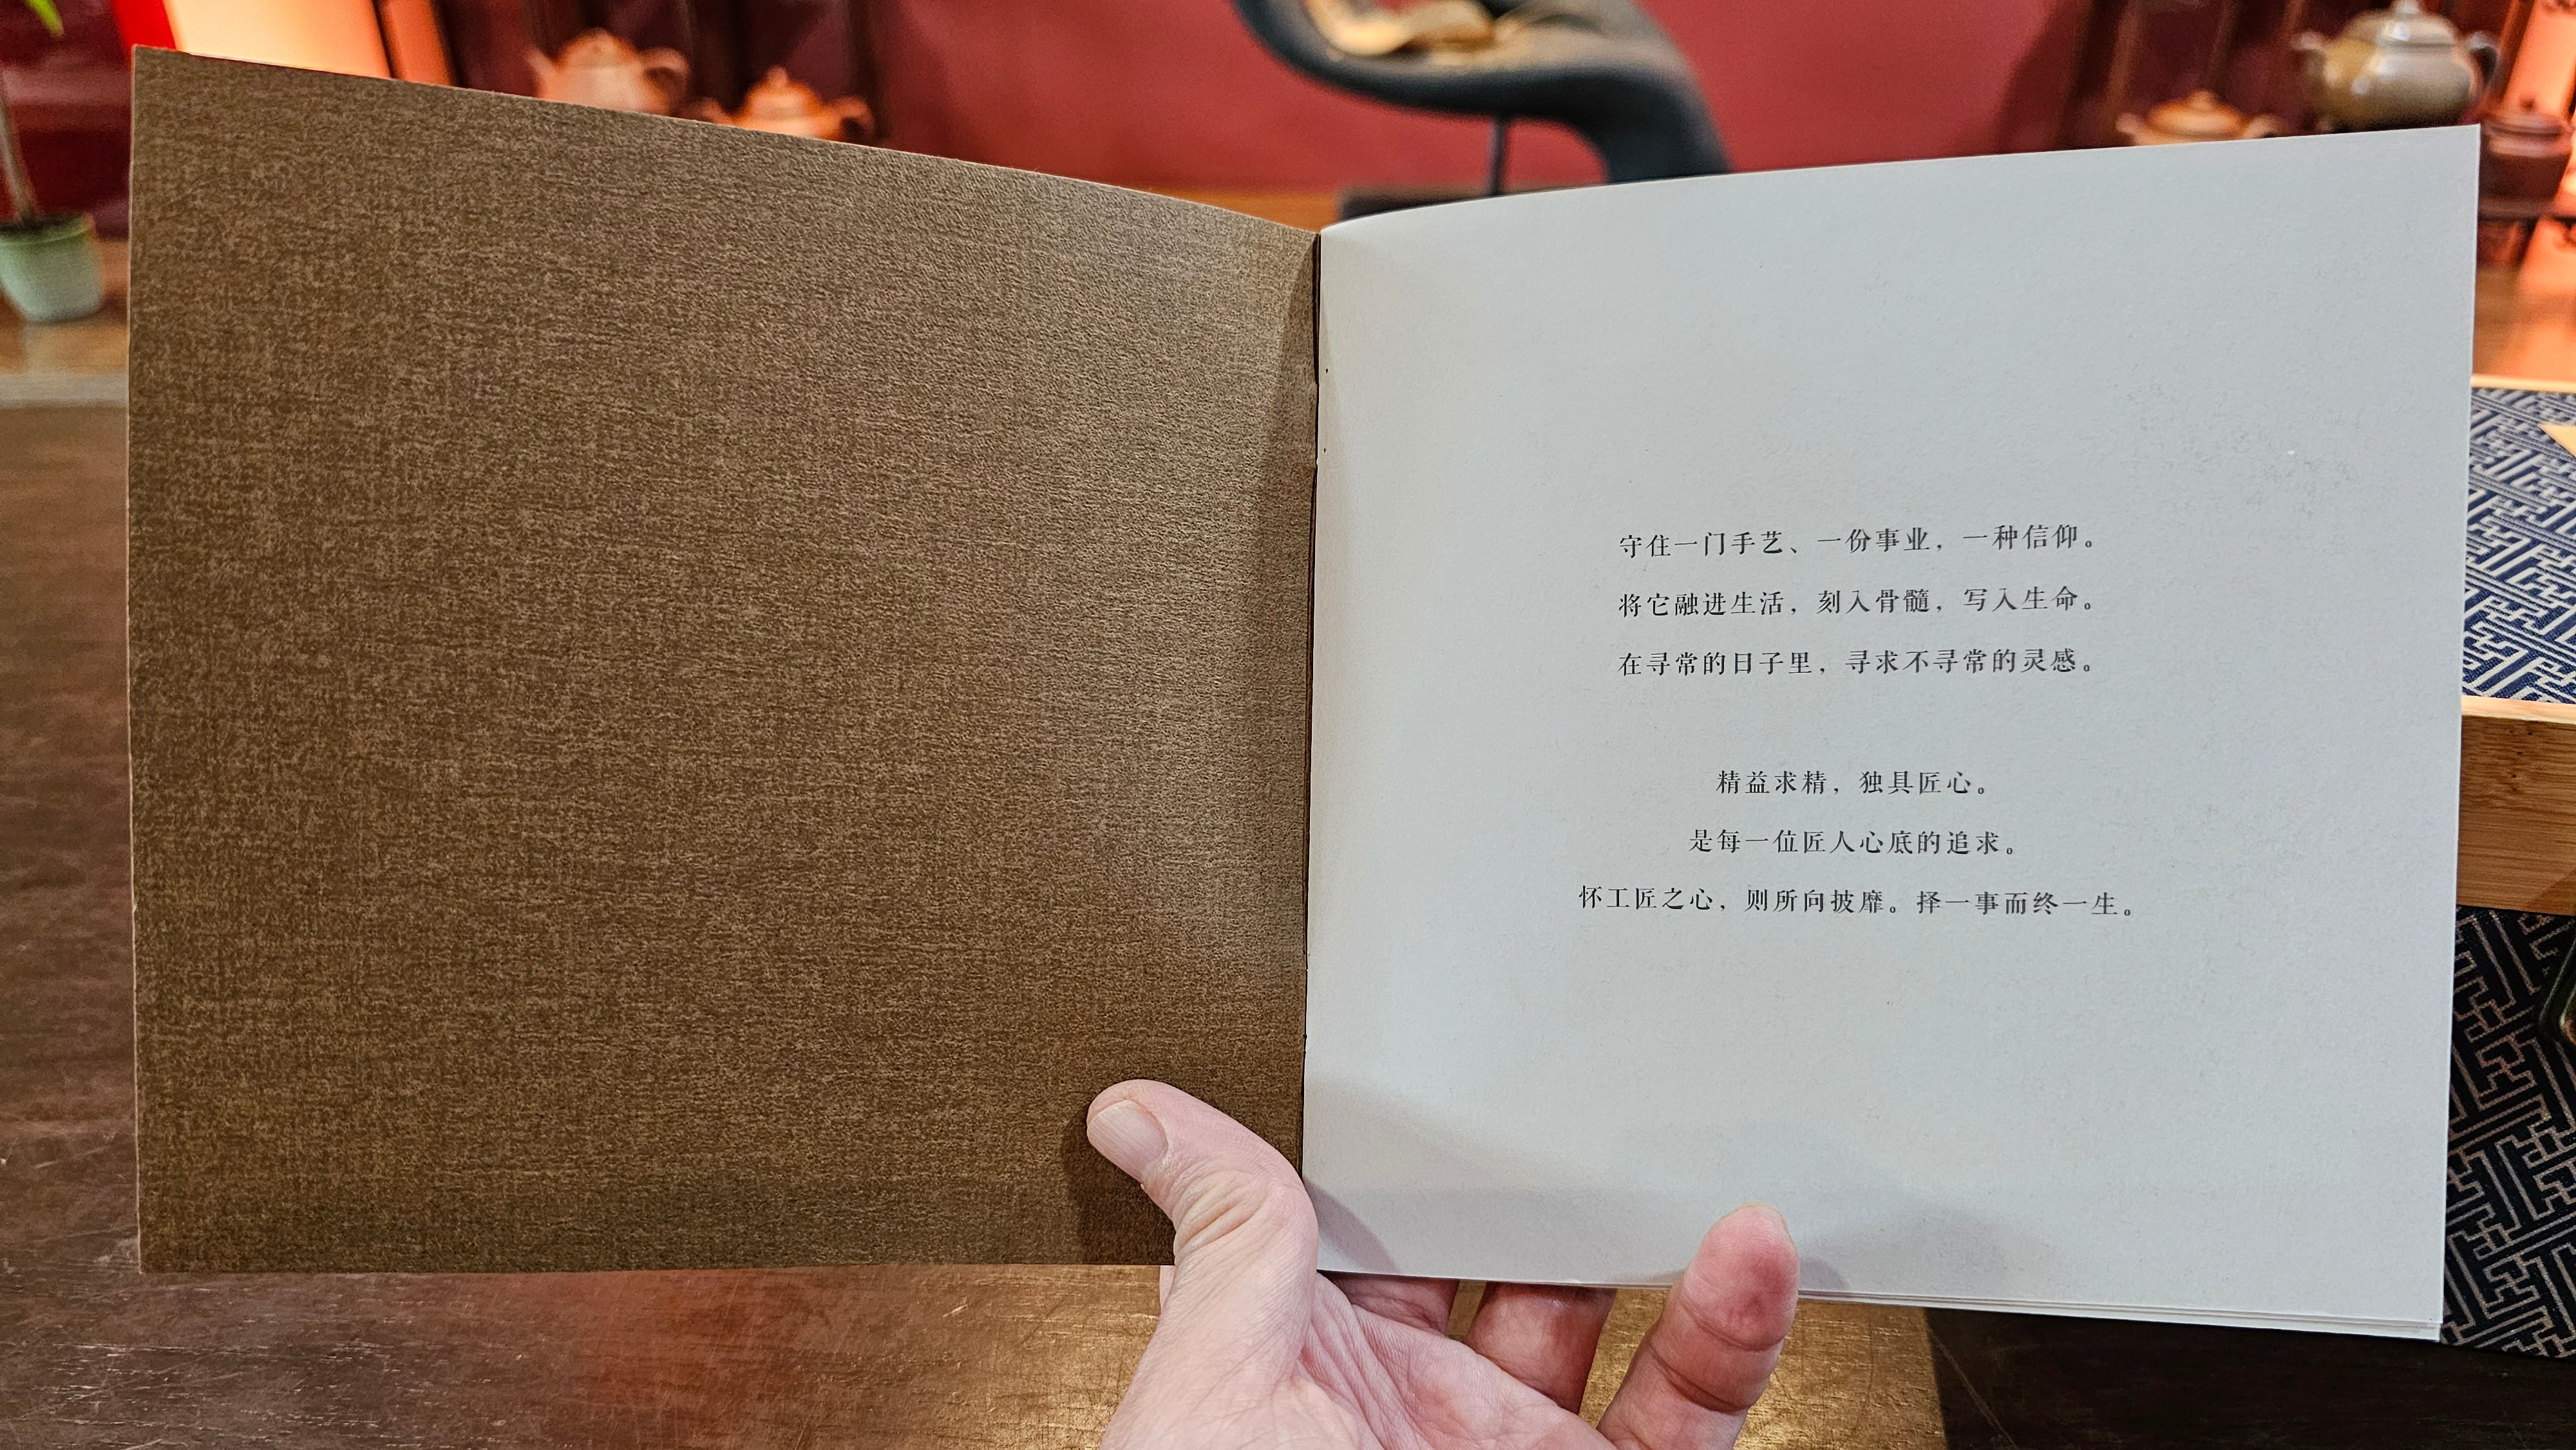 守住一门手艺、一份事业，一种信仰。
将它融进生活，刻入骨髓，写入生命。
在寻常的日子里，寻求不寻常的灵感。
精益求精，独具匠心。
是每一位匠人心底的追求。
怀工匠之心，则所向披靡。择一事而终一生。